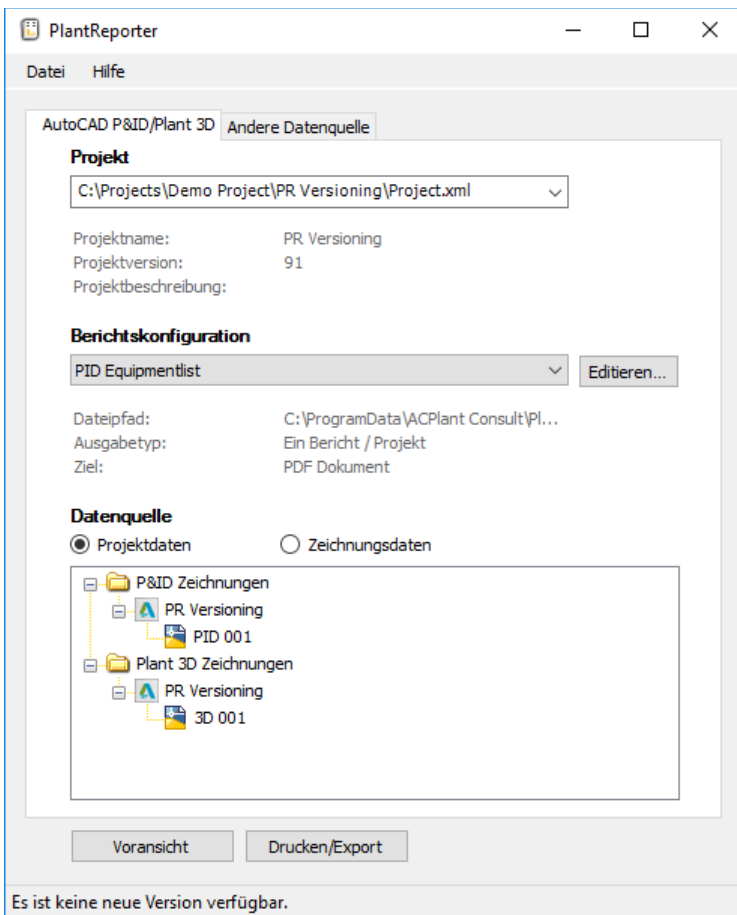 PlantReporter
Datei Hilfe
AutoCAD P&ID/Plant 3D Andere Datenquelle
Projekt
C:\Projects\Demo Project\PR Versioning\Project.xml
Projektname: PR Versioning
Projektversion: 91
Projektbeschreibung:
Berichtskonfiguration
PID Equipmentlist Editieren...
Dateipfad: C:\ProgramData\ACPlant Consult\Pl...
Ausgabetyp: Ein Bericht / Projekt
Ziel: PDF Dokument
Datenquelle
Projektdaten Zeichnungsdaten
P&ID Zeichnungen
PR Versioning
PID 001
Plant 3D Zeichnungen
PR Versioning
3D 001
Voransicht Drucken/Export
Es ist keine neue Version verfügbar.